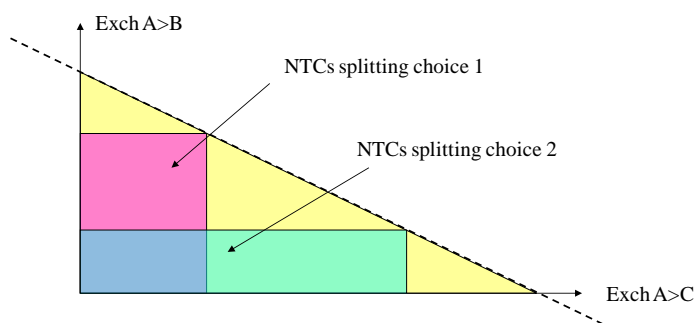 Exch A>B
NTCs splitting choice 1
NTCs splitting choice 2
Exch A>C